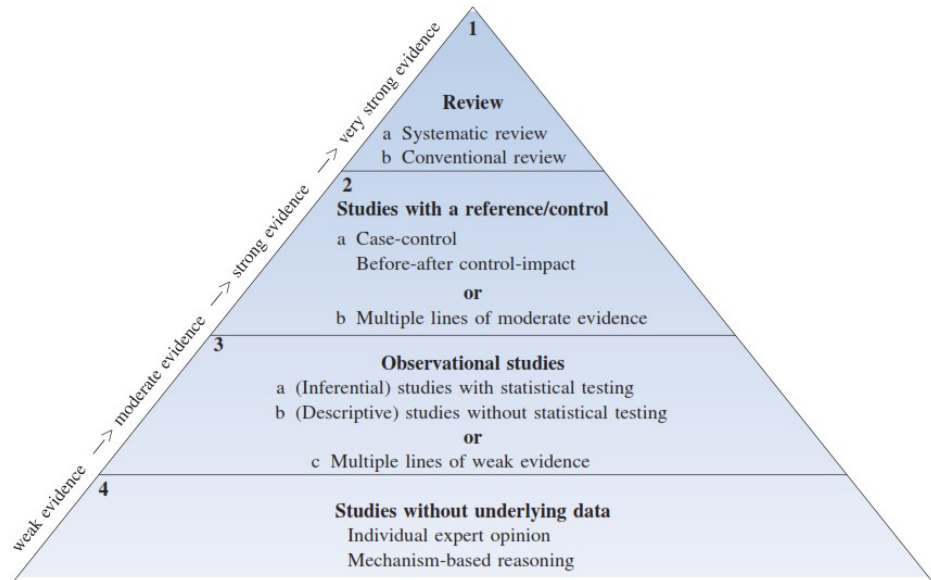 1
Review
a Systematic review
b Conventional review
2
Studies with a reference/control
a Case-control
Before-after control-impact
or
b Multiple lines of moderate evidence
3
Observational studies
a (Inferential) studies with statistical testing
b (Descriptive) studies without statistical testing
or
c Multiple lines of weak evidence
4
Studies without underlying data
Individual expert opinion
Mechanism-based reasoning
weak evidence —> moderate evidence —> strong evidence —> very strong evidence